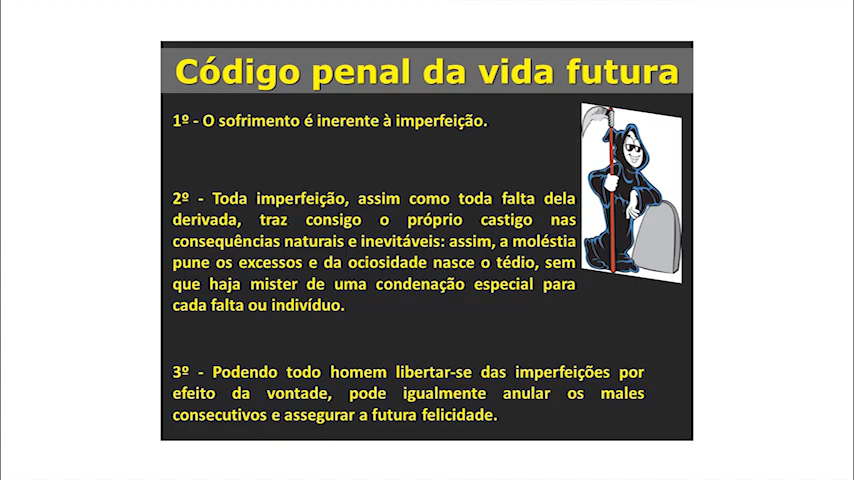 Código penal da vida futura
1º - O sofrimento é inerente à imperfeição.
2º - Toda imperfeição, assim como toda falta dela
derivada, traz consigo o próprio castigo nas
consequências naturais e inevitáveis: assim, a moléstia
pune os excessos e da ociosidade nasce o tédio, sem
que haja mister de uma condenação especial para
cada falta ou indivíduo.
3º - Podendo todo homem libertar-se das imperfeições por
efeito da vontade, pode igualmente anular os males
consecutivos e assegurar a futura felicidade.